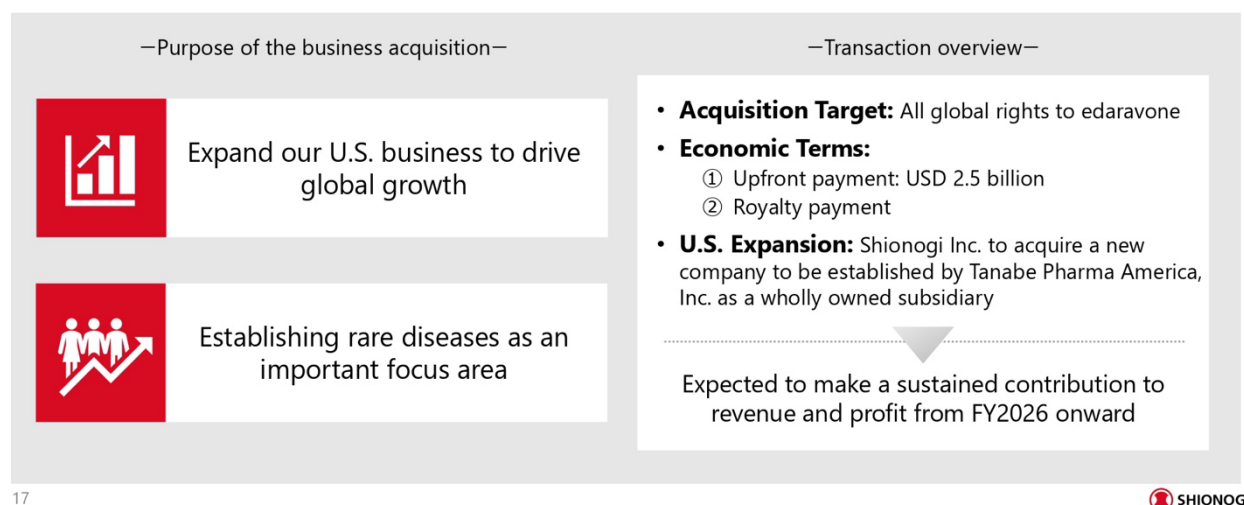 －Purpose of the business acquisition－
Expand our U.S. business to drive
global growth
Establishing rare diseases as an
important focus area
－Transaction overview－
• Acquisition Target: All global rights to edaravone
• Economic Terms:
① Upfront payment: USD 2.5 billion
② Royalty payment
• U.S. Expansion: Shionogi Inc. to acquire a new
company to be established by Tanabe Pharma America,
Inc. as a wholly owned subsidiary
Expected to make a sustained contribution to
revenue and profit from FY2026 onward
17
SHIONOG